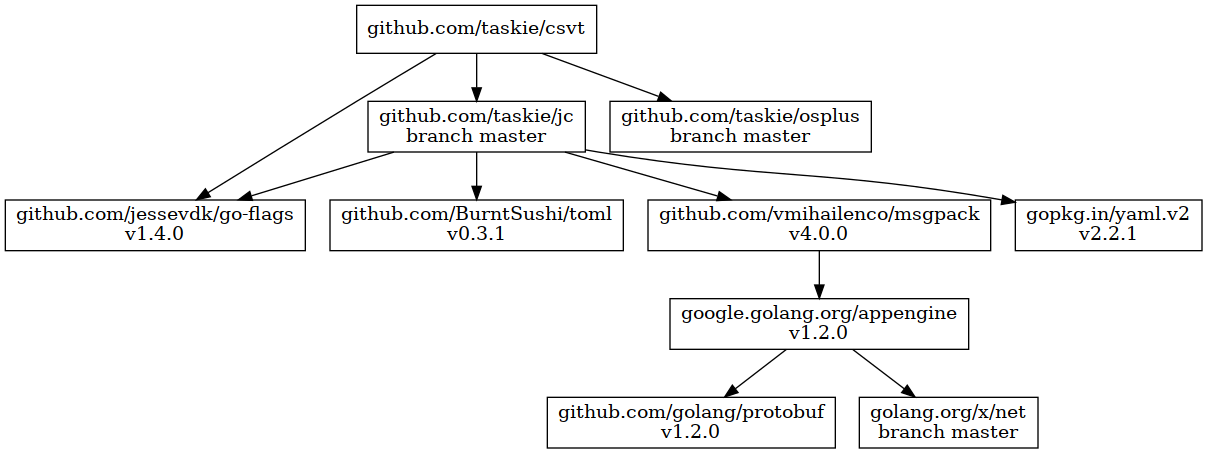 github.com/taskie/csvt
github.com/taskie/jc
branch master
github.com/taskie/osplus
branch master
github.com/jessevdk/go-flags
v1.4.0
github.com/BurntSushi/toml
v0.3.1
github.com/vmihailenco/msgpack
v4.0.0
gopkg.in/yaml.v2
v2.2.1
google.golang.org/appengine
v1.2.0
github.com/golang/protobuf
v1.2.0
golang.org/x/net
branch master